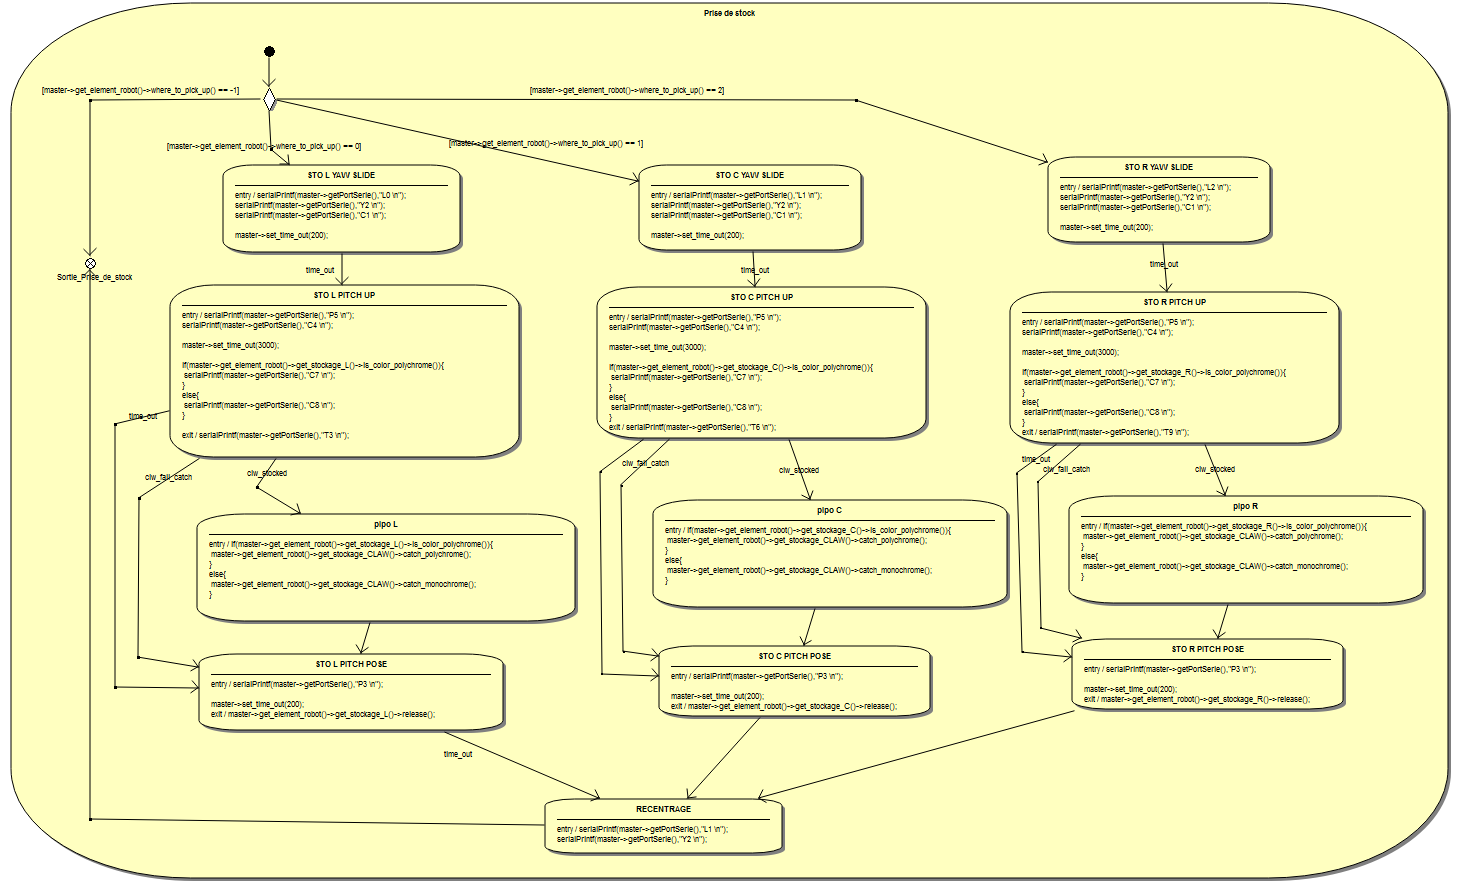 Prise de stock
[master->get_element_robot()->where_to_pick_up() == -1]
[master->get_element_robot()->where_to_pick_up() == 2]
[master->get_element_robot()->where_to_pick_up() == 0]
[master->get_element_robot()->where_to_pick_up() == 1]
STO L YAW SLIDE
entry / serialPrintf(master->getPortSerie(),"L0 \n");
serialPrintf(master->getPortSerie(),"Y2 \n");
serialPrintf(master->getPortSerie(),"C1 \n");
master->set_time_out(200);
STO C YAW SLIDE
entry / serialPrintf(master->getPortSerie(),"L1 \n");
serialPrintf(master->getPortSerie(),"Y2 \n");
serialPrintf(master->getPortSerie(),"C1 \n");
master->set_time_out(200);
STO R YAW SLIDE
entry / serialPrintf(master->getPortSerie(),"L2 \n");
serialPrintf(master->getPortSerie(),"Y2 \n");
serialPrintf(master->getPortSerie(),"C1 \n");
master->set_time_out(200);
Sortie_Prise_de_stock
time_out
time_out
time_out
STO L PITCH UP
entry / serialPrintf(master->getPortSerie(),"P5 \n");
serialPrintf(master->getPortSerie(),"C4 \n");
master->set_time_out(3000);
if(master->get_element_robot()->get_stockage_L()->is_color_polychrome()){
serialPrintf(master->getPortSerie(),"C7 \n");
}
else{
serialPrintf(master->getPortSerie(),"C8 \n");
}
exit / serialPrintf(master->getPortSerie(),"T3 \n");
STO C PITCH UP
entry / serialPrintf(master->getPortSerie(),"P5 \n");
serialPrintf(master->getPortSerie(),"C4 \n");
master->set_time_out(3000);
if(master->get_element_robot()->get_stockage_C()->is_color_polychrome()){
serialPrintf(master->getPortSerie(),"C7 \n");
}
else{
serialPrintf(master->getPortSerie(),"C8 \n");
}
exit / serialPrintf(master->getPortSerie(),"T6 \n");
STO R PITCH UP
entry / serialPrintf(master->getPortSerie(),"P5 \n");
serialPrintf(master->getPortSerie(),"C4 \n");
master->set_time_out(3000);
if(master->get_element_robot()->get_stockage_R()->is_color_polychrome()){
serialPrintf(master->getPortSerie(),"C7 \n");
}
else{
serialPrintf(master->getPortSerie(),"C8 \n");
}
exit / serialPrintf(master->getPortSerie(),"T9 \n");
time_out
clw_fail_catch
clw_stocked
clw_fail_catch
clw_stocked
time_out
clw_fail_catch
clw_stocked
pipo L
entry / if(master->get_element_robot()->get_stockage_L()->is_color_polychrome()){
master->get_element_robot()->get_stockage_CLAW()->catch_polychrome();
}
else{
master->get_element_robot()->get_stockage_CLAW()->catch_monochrome();
}
pipo C
entry / if(master->get_element_robot()->get_stockage_C()->is_color_polychrome()){
master->get_element_robot()->get_stockage_CLAW()->catch_polychrome();
}
else{
master->get_element_robot()->get_stockage_CLAW()->catch_monochrome();
}
pipo R
entry / if(master->get_element_robot()->get_stockage_R()->is_color_polychrome()){
master->get_element_robot()->get_stockage_CLAW()->catch_polychrome();
}
else{
master->get_element_robot()->get_stockage_CLAW()->catch_monochrome();
}
STO L PITCH POSE
entry / serialPrintf(master->getPortSerie(),"P3 \n");
master->set_time_out(200);
exit / master->get_element_robot()->get_stockage_L()->release();
STO C PITCH POSE
entry / serialPrintf(master->getPortSerie(),"P3 \n");
master->set_time_out(200);
exit / master->get_element_robot()->get_stockage_C()->release();
STO R PITCH POSE
entry / serialPrintf(master->getPortSerie(),"P3 \n");
master->set_time_out(200);
exit / master->get_element_robot()->get_stockage_R()->release();
time_out
RECENTRAGE
entry / serialPrintf(master->getPortSerie(),"L1 \n");
serialPrintf(master->getPortSerie(),"Y2 \n");